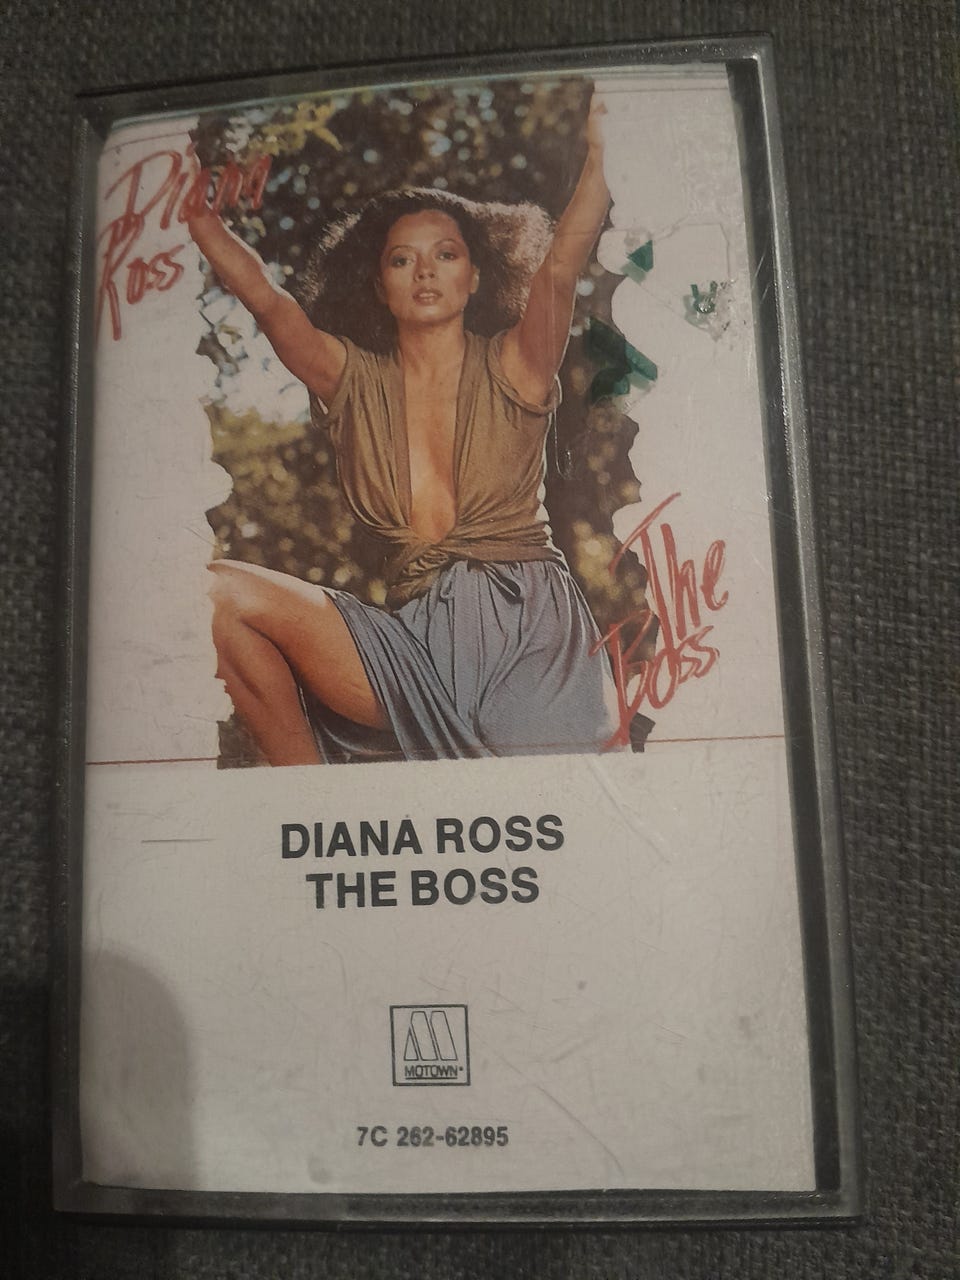 Diana
Ross
The
Boss
DIANA ROSS
THE BOSS
MOTOWN
7C 262-62895